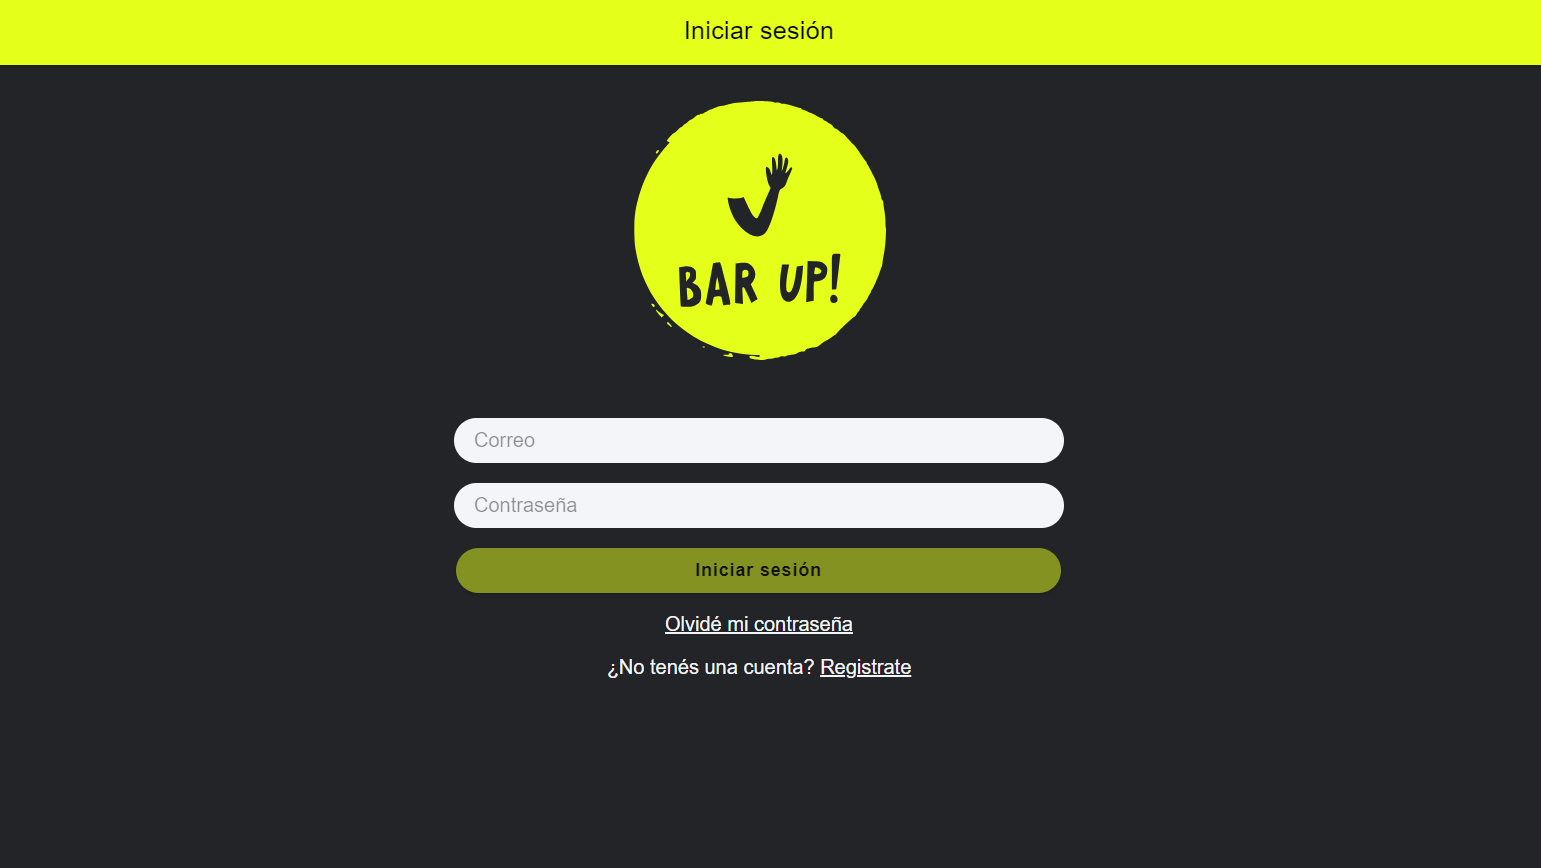 Iniciar sesión
BAR UP!
Correo
Contraseña
Iniciar sesión
Olvidé mi contraseña
¿No tenés una cuenta? Registrate